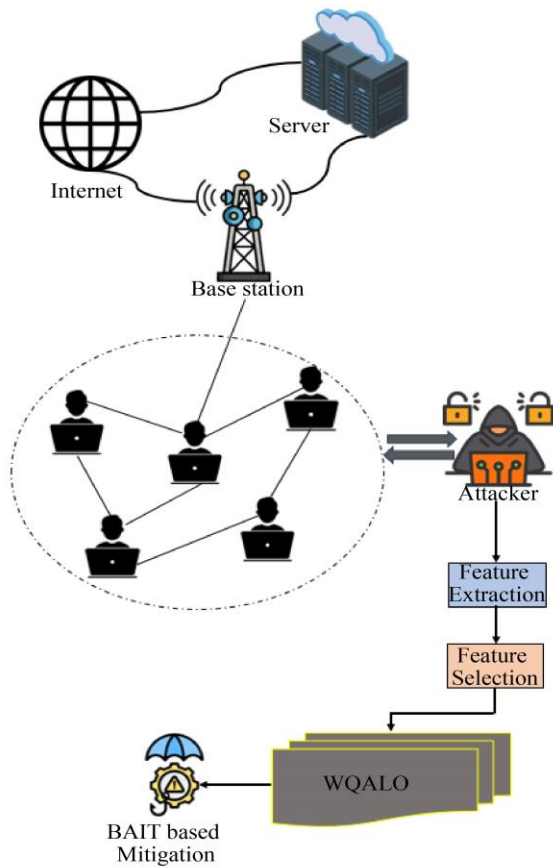 Server
Internet
Base station
Attacker
Feature
Extraction
Feature
Selection
WQALO
BAIT based
Mitigation